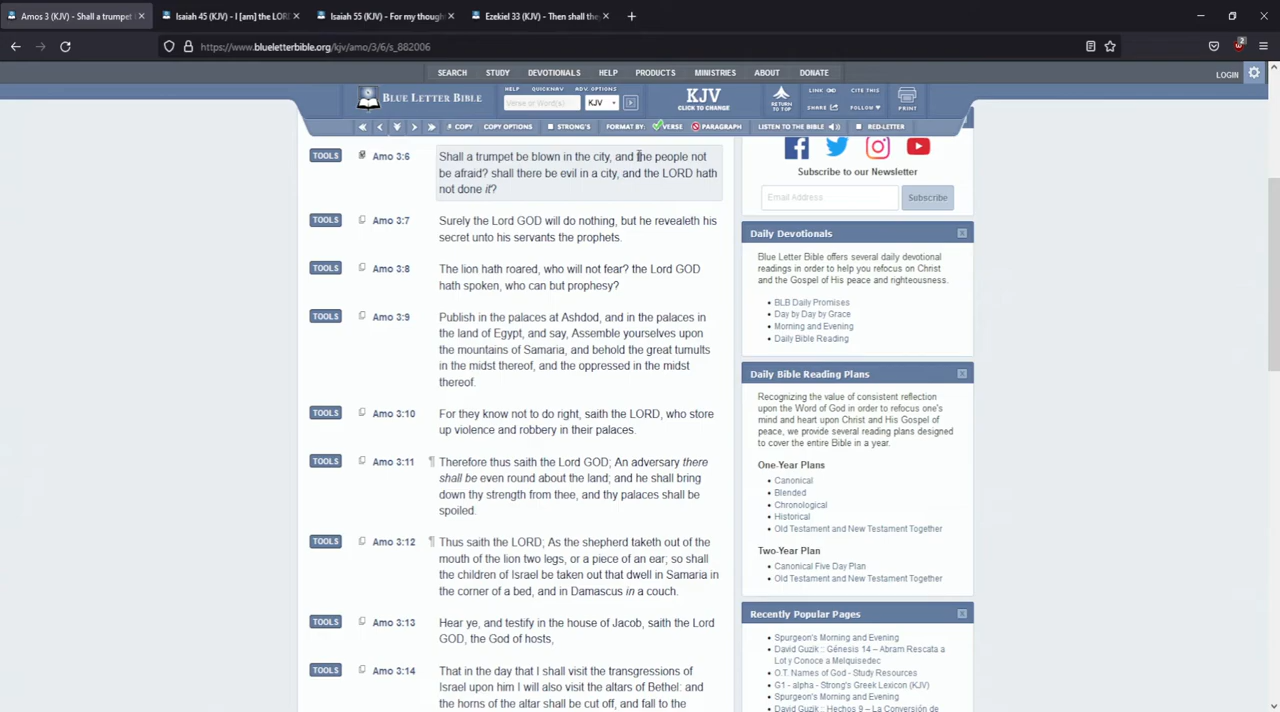 Amos 3 (KJV) - Shall a trumpet
Isaiah 45 (KJV) - I [am] the LORD
Isaiah 55 (KJV) - For my though
Ezekiel 33 (KJV) - Then shall the
https://www.blueletterbible.org/kjv/amo/3/6/s_882006
2
SEARCH STUDY DEVOTIONALS HELP PRODUCTS MINISTRIES ABOUT DONATE
LOGIN
BLUE LETTER BIBLE
HELP QUICKNAV ADV. OPTIONS
Verse or Word(s)
KJV
KJV
CLICK TO CHANGE
RETURN
TO TOP
LINK
SHARE
CITE THIS
FOLLOW
PRINT
COPY COPY OPTIONS STRONG'S FORMAT BY: VERSE PARAGRAPH LISTEN TO THE BIBLE RED-LETTER
TOOLS Amo 3:6 Shall a trumpet be blown in the city, and the people not
be afraid? shall there be evil in a city, and the LORD hath
not done it?
TOOLS Amo 3:7 Surely the Lord GOD will do nothing, but he revealeth his
secret unto his servants the prophets.
TOOLS Amo 3:8 The lion hath roared, who will not fear? the Lord GOD
hath spoken, who can but prophesy?
TOOLS Amo 3:9 Publish in the palaces at Ashdod, and in the palaces in
the land of Egypt, and say, Assemble yourselves upon
the mountains of Samaria, and behold the great tumults
in the midst thereof, and the oppressed in the midst
thereof.
TOOLS Amo 3:10 For they know not to do right, saith the LORD, who store
up violence and robbery in their palaces.
TOOLS Amo 3:11 ¶ Therefore thus saith the Lord GOD; An adversary there
shall be even round about the land; and he shall bring
down thy strength from thee, and thy palaces shall be
spoiled.
TOOLS Amo 3:12 ¶ Thus saith the LORD; As the shepherd taketh out of the
mouth of the lion two legs, or a piece of an ear; so shall
the children of Israel be taken out that dwell in Samaria in
the corner of a bed, and in Damascus in a couch.
TOOLS Amo 3:13 Hear ye, and testify in the house of Jacob, saith the Lord
GOD, the God of hosts,
TOOLS Amo 3:14 That in the day that I shall visit the transgressions of
Israel upon him I will also visit the altars of Bethel: and
the horns of the altar shall be cut off, and fall to the
Subscribe to our Newsletter
Email Address
Subscribe
Daily Devotionals
Blue Letter Bible offers several daily devotional
readings in order to help you refocus on Christ
and the Gospel of His peace and righteousness.
• BLB Daily Promises
• Day by Day by Grace
• Morning and Evening
• Daily Bible Reading
Daily Bible Reading Plans
Recognizing the value of consistent reflection
upon the Word of God in order to refocus one's
mind and heart upon Christ and His Gospel of
peace, we provide several reading plans designed
to cover the entire Bible in a year.
One-Year Plans
• Canonical
• Blended
• Chronological
• Historical
• Old Testament and New Testament Together
Two-Year Plan
• Canonical Five Day Plan
• Old Testament and New Testament Together
Recently Popular Pages
• Spurgeon's Morning and Evening
• David Guzik :: Génesis 14 – Abram Rescata a
Lot y Conoce a Melquisedec
• O.T. Names of God - Study Resources
• G1 - alpha - Strong's Greek Lexicon (KJV)
• Spurgeon's Morning and Evening
• David Guzik :: Hechos 9 – La Conversión de